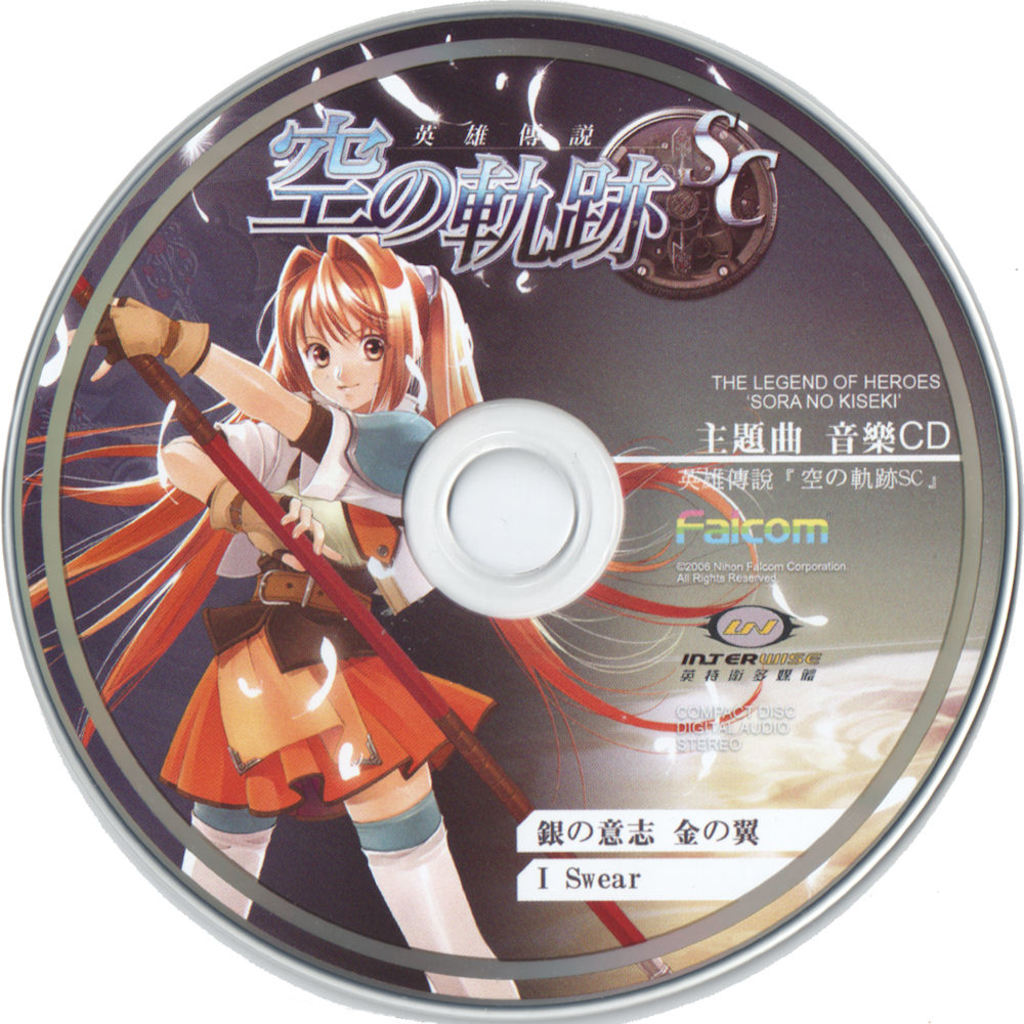 英雄傳説
空の軌跡 SC
THE LEGEND OF HEROES
'SORA NO KISEKI'
主題曲 音樂CD
英雄傳說『空の軌跡SC』
Falcom
©2006 Nihon Falcom Corporation.
All Rights Reserved.
INTERWISE
英特衛多媒體
COMPACT DISC
DIGITAL AUDIO
STEREO
銀の意志 金の翼
I Swear